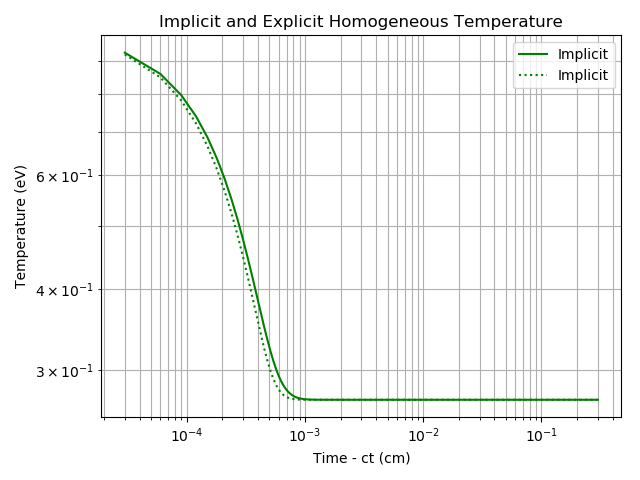 Implicit and Explicit Homogeneous Temperature
Implicit
Implicit
Temperature (eV)
6 × 10⁻¹
4 × 10⁻¹
3 × 10⁻¹
10⁻⁴
10⁻³
10⁻²
10⁻¹
Time - ct (cm)